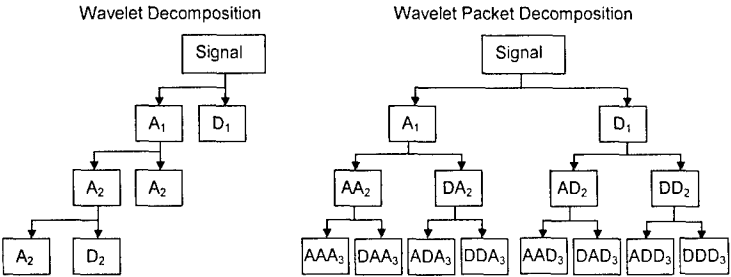 Wavelet Decomposition
Signal
A₁ D₁
A₂ A₂
A₂ D₂
Wavelet Packet Decomposition
Signal
A₁ D₁
AA₂ DA₂ AD₂ DD₂
AAA₃ DAA₃ ADA₃ DDA₃ AAD₃ DAD₃ ADD₃ DDD₃